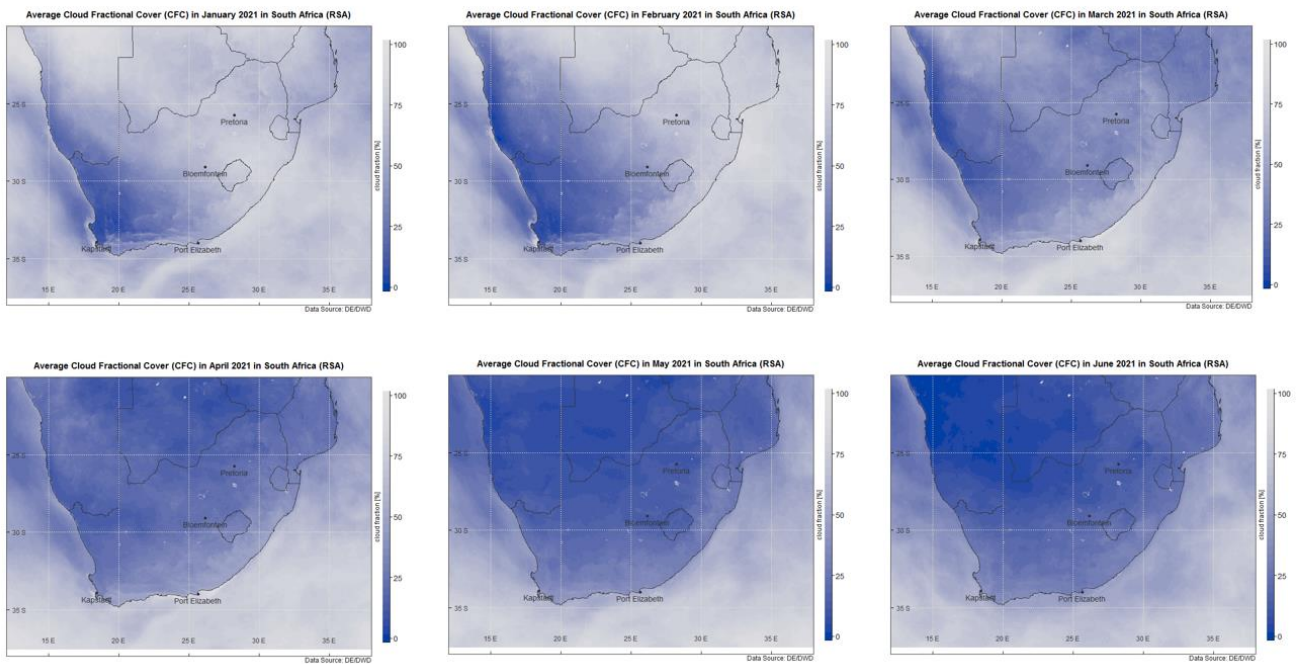 Average Cloud Fractional Cover (CFC) in January 2021 in South Africa (RSA)
100
75
50
25
0
cloud fraction [%]
25 S
30 S
35 S
Pretoria
Bloemfontein
Kapstadt
Port Elizabeth
15 E
20 E
25 E
30 E
35 E
Data Source: DE/DWD
Average Cloud Fractional Cover (CFC) in February 2021 in South Africa (RSA)
100
75
50
25
0
cloud fraction [%]
25 S
30 S
35 S
Pretoria
Bloemfontein
Kapstadt
Port Elizabeth
15 E
20 E
25 E
30 E
35 E
Data Source: DE/DWD
Average Cloud Fractional Cover (CFC) in March 2021 in South Africa (RSA)
100
75
50
25
0
cloud fraction [%]
25 S
30 S
35 S
Pretoria
Bloemfontein
Kapstadt
Port Elizabeth
15 E
20 E
25 E
30 E
35 E
Data Source: DE/DWD
Average Cloud Fractional Cover (CFC) in April 2021 in South Africa (RSA)
100
75
50
25
0
cloud fraction [%]
25 S
30 S
35 S
Pretoria
Bloemfontein
Kapstadt
Port Elizabeth
15 E
20 E
25 E
30 E
35 E
Data Source: DE/DWD
Average Cloud Fractional Cover (CFC) in May 2021 in South Africa (RSA)
100
75
50
25
0
cloud fraction [%]
25 S
30 S
35 S
Pretoria
Bloemfontein
Kapstadt
Port Elizabeth
15 E
20 E
25 E
30 E
35 E
Data Source: DE/DWD
Average Cloud Fractional Cover (CFC) in June 2021 in South Africa (RSA)
100
75
50
25
0
cloud fraction [%]
25 S
30 S
35 S
Pretoria
Bloemfontein
Kapstadt
Port Elizabeth
15 E
20 E
25 E
30 E
35 E
Data Source: DE/DWD